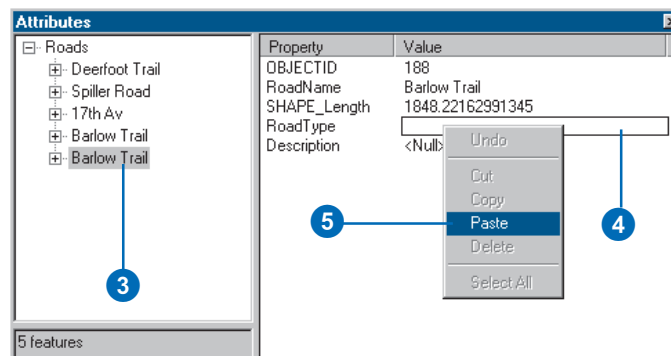 Attributes
Roads
Deerfoot Trail
Spiller Road
17th Av
Barlow Trail
Barlow Trail
3
5 features
Property Value
OBJECTID 188
RoadName Barlow Trail
SHAPE_Length 1848.22162991345
RoadType
Description <Null>
Undo
Cut
Copy
Paste
Delete
Select All
5
4